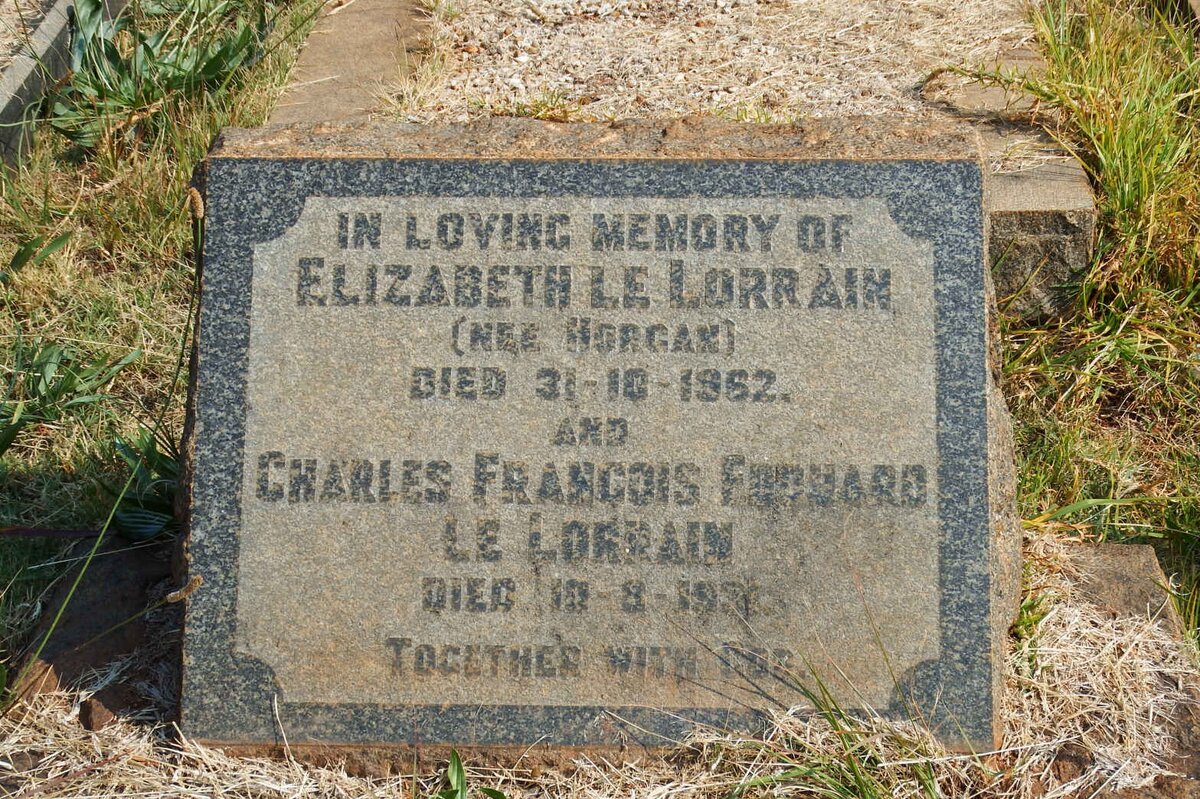 IN LOVING MEMORY OF
ELIZABETH LE LORRAIN
(NEE HORGAN)
DIED 31-10-1962.
AND
CHARLES FRANCOIS EDOUARD
LE LORRAIN
DIED
TOGETHER WITH GOD.